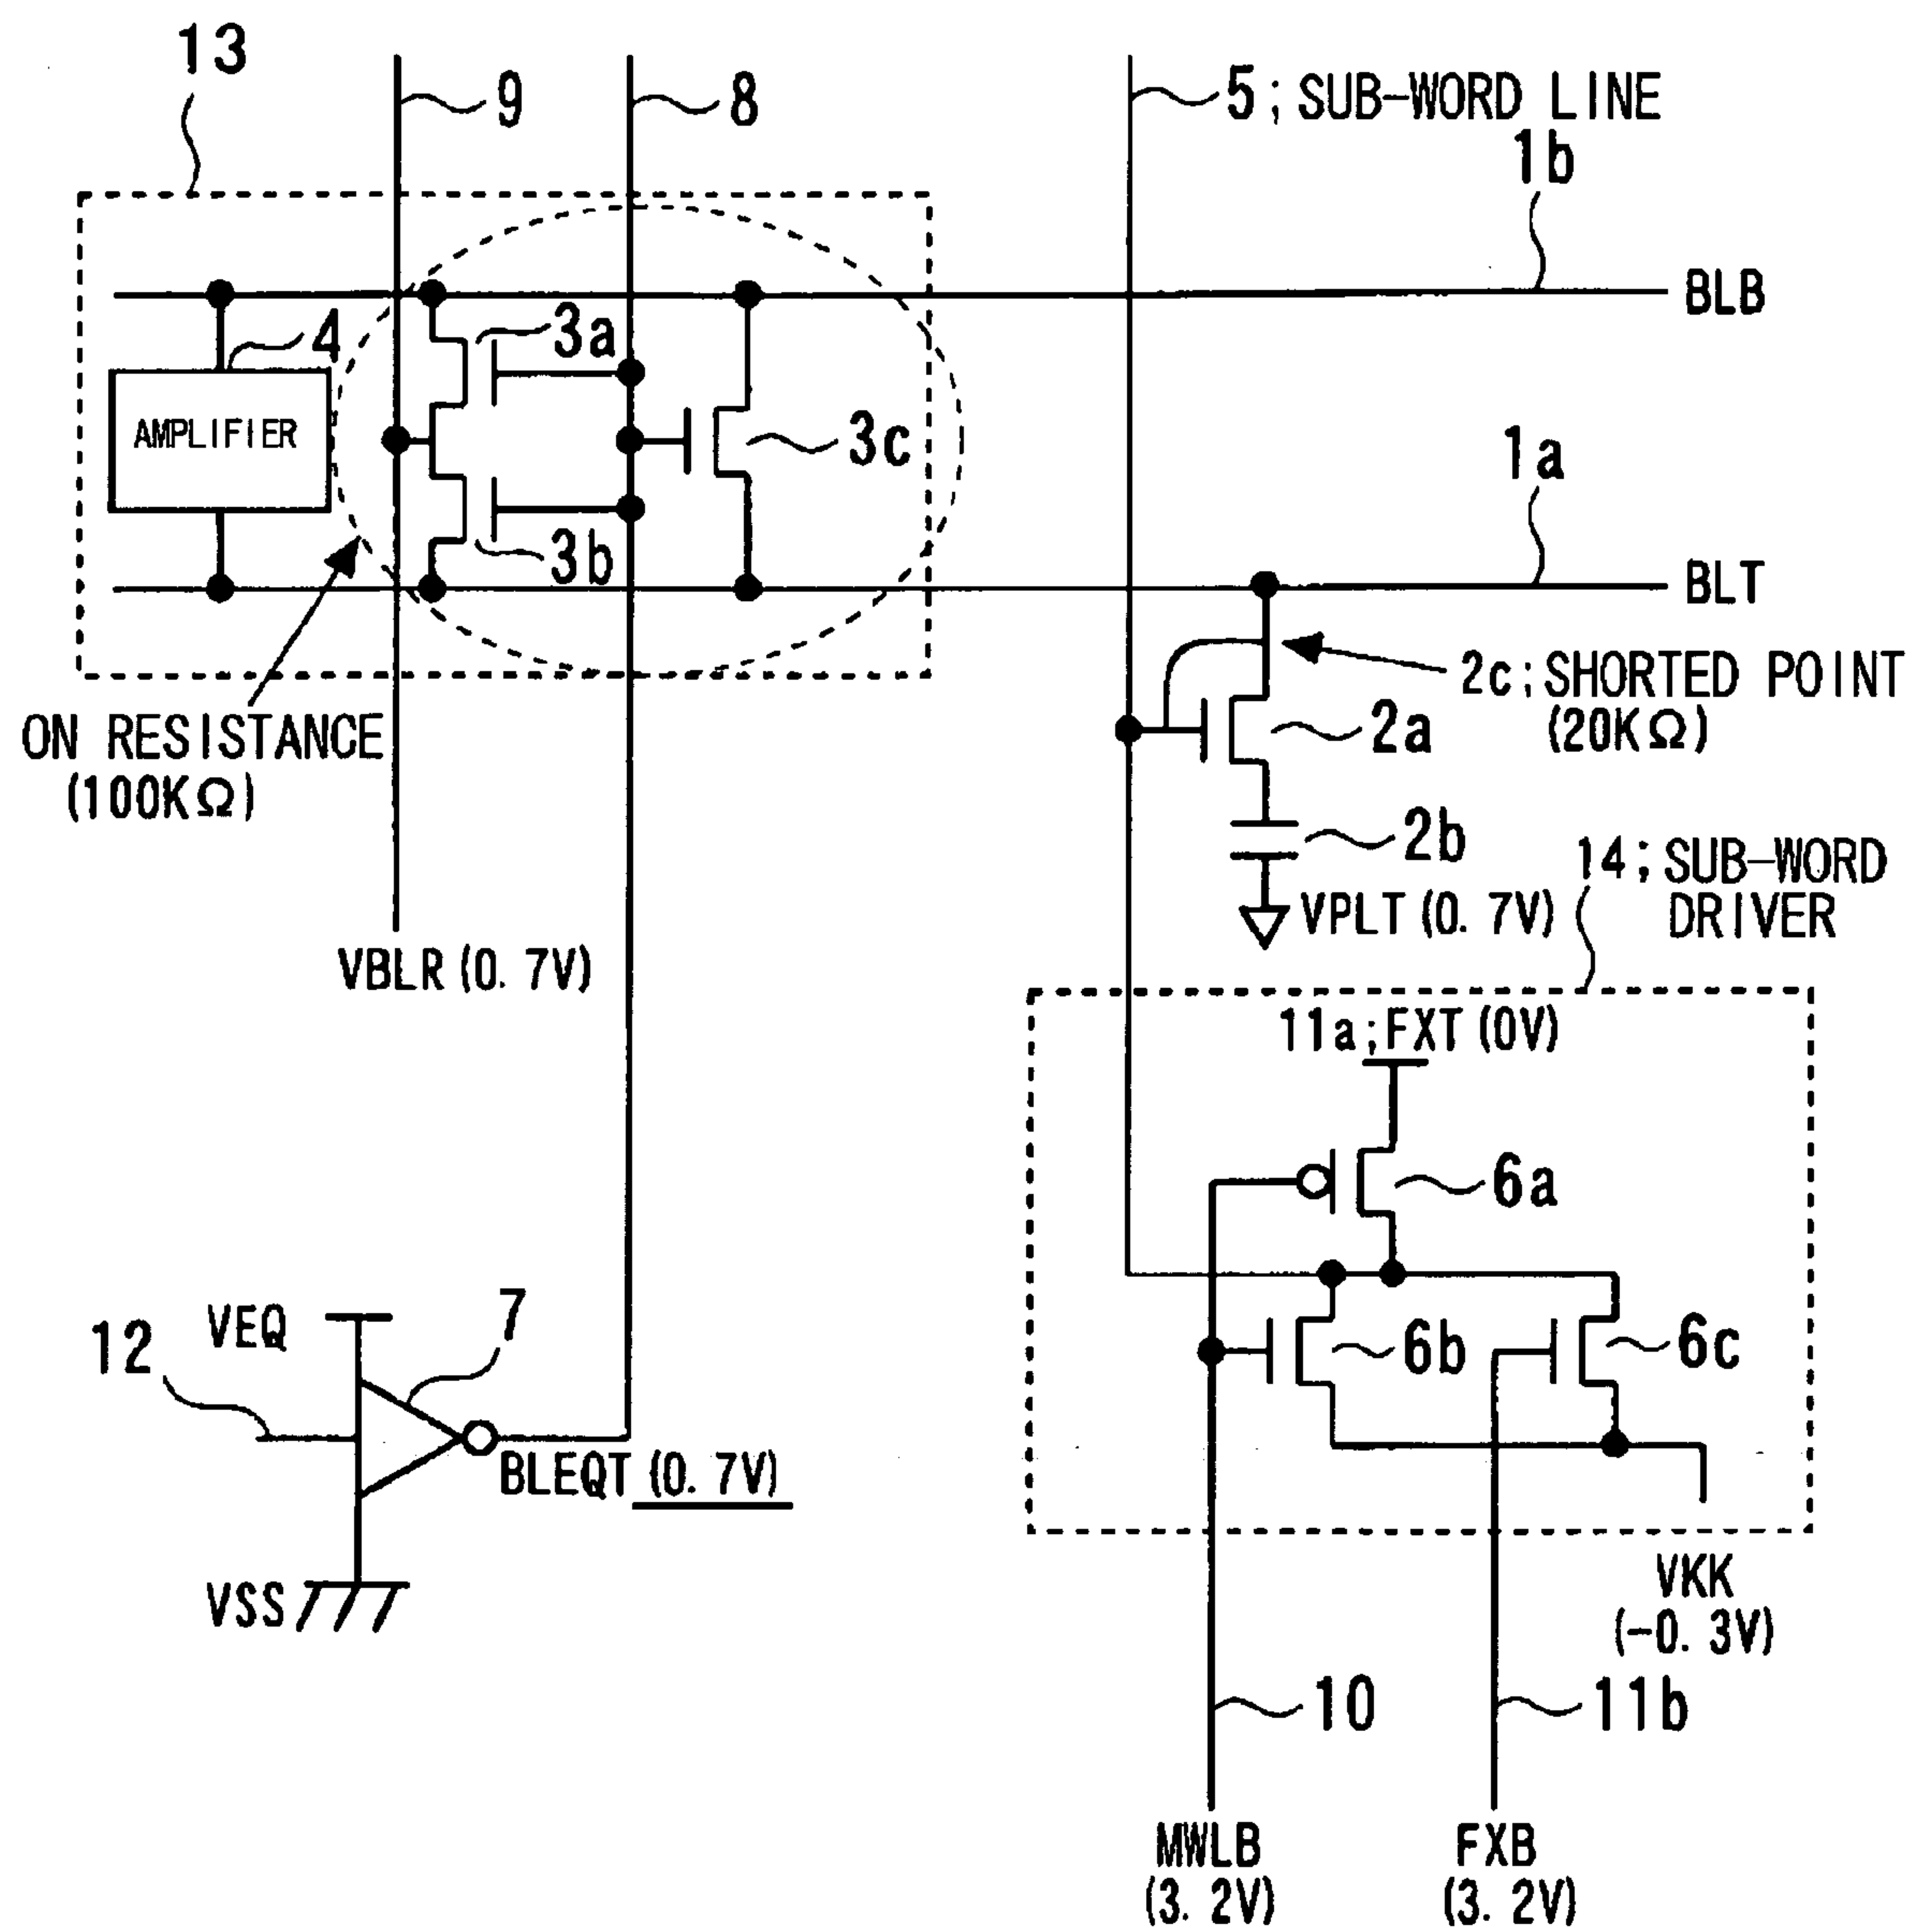 13
9
8
5;SUB-WORD LINE
1b
BLB
4
3a
AMPLIFIER
3c
1a
3b
BLT
2c;SHORTED POINT
(20KΩ)
ON RESISTANCE
(100KΩ)
2a
2b
14;SUB-WORD
DRIVER
VPLT(0.7V)
VBLR(0.7V)
11a;FXT(0V)
6a
VEQ
7
12
6b
6c
BLEQT(0.7V)
VSS
VKK
(-0.3V)
10
11b
MWLB
(3.2V)
FXB
(3.2V)